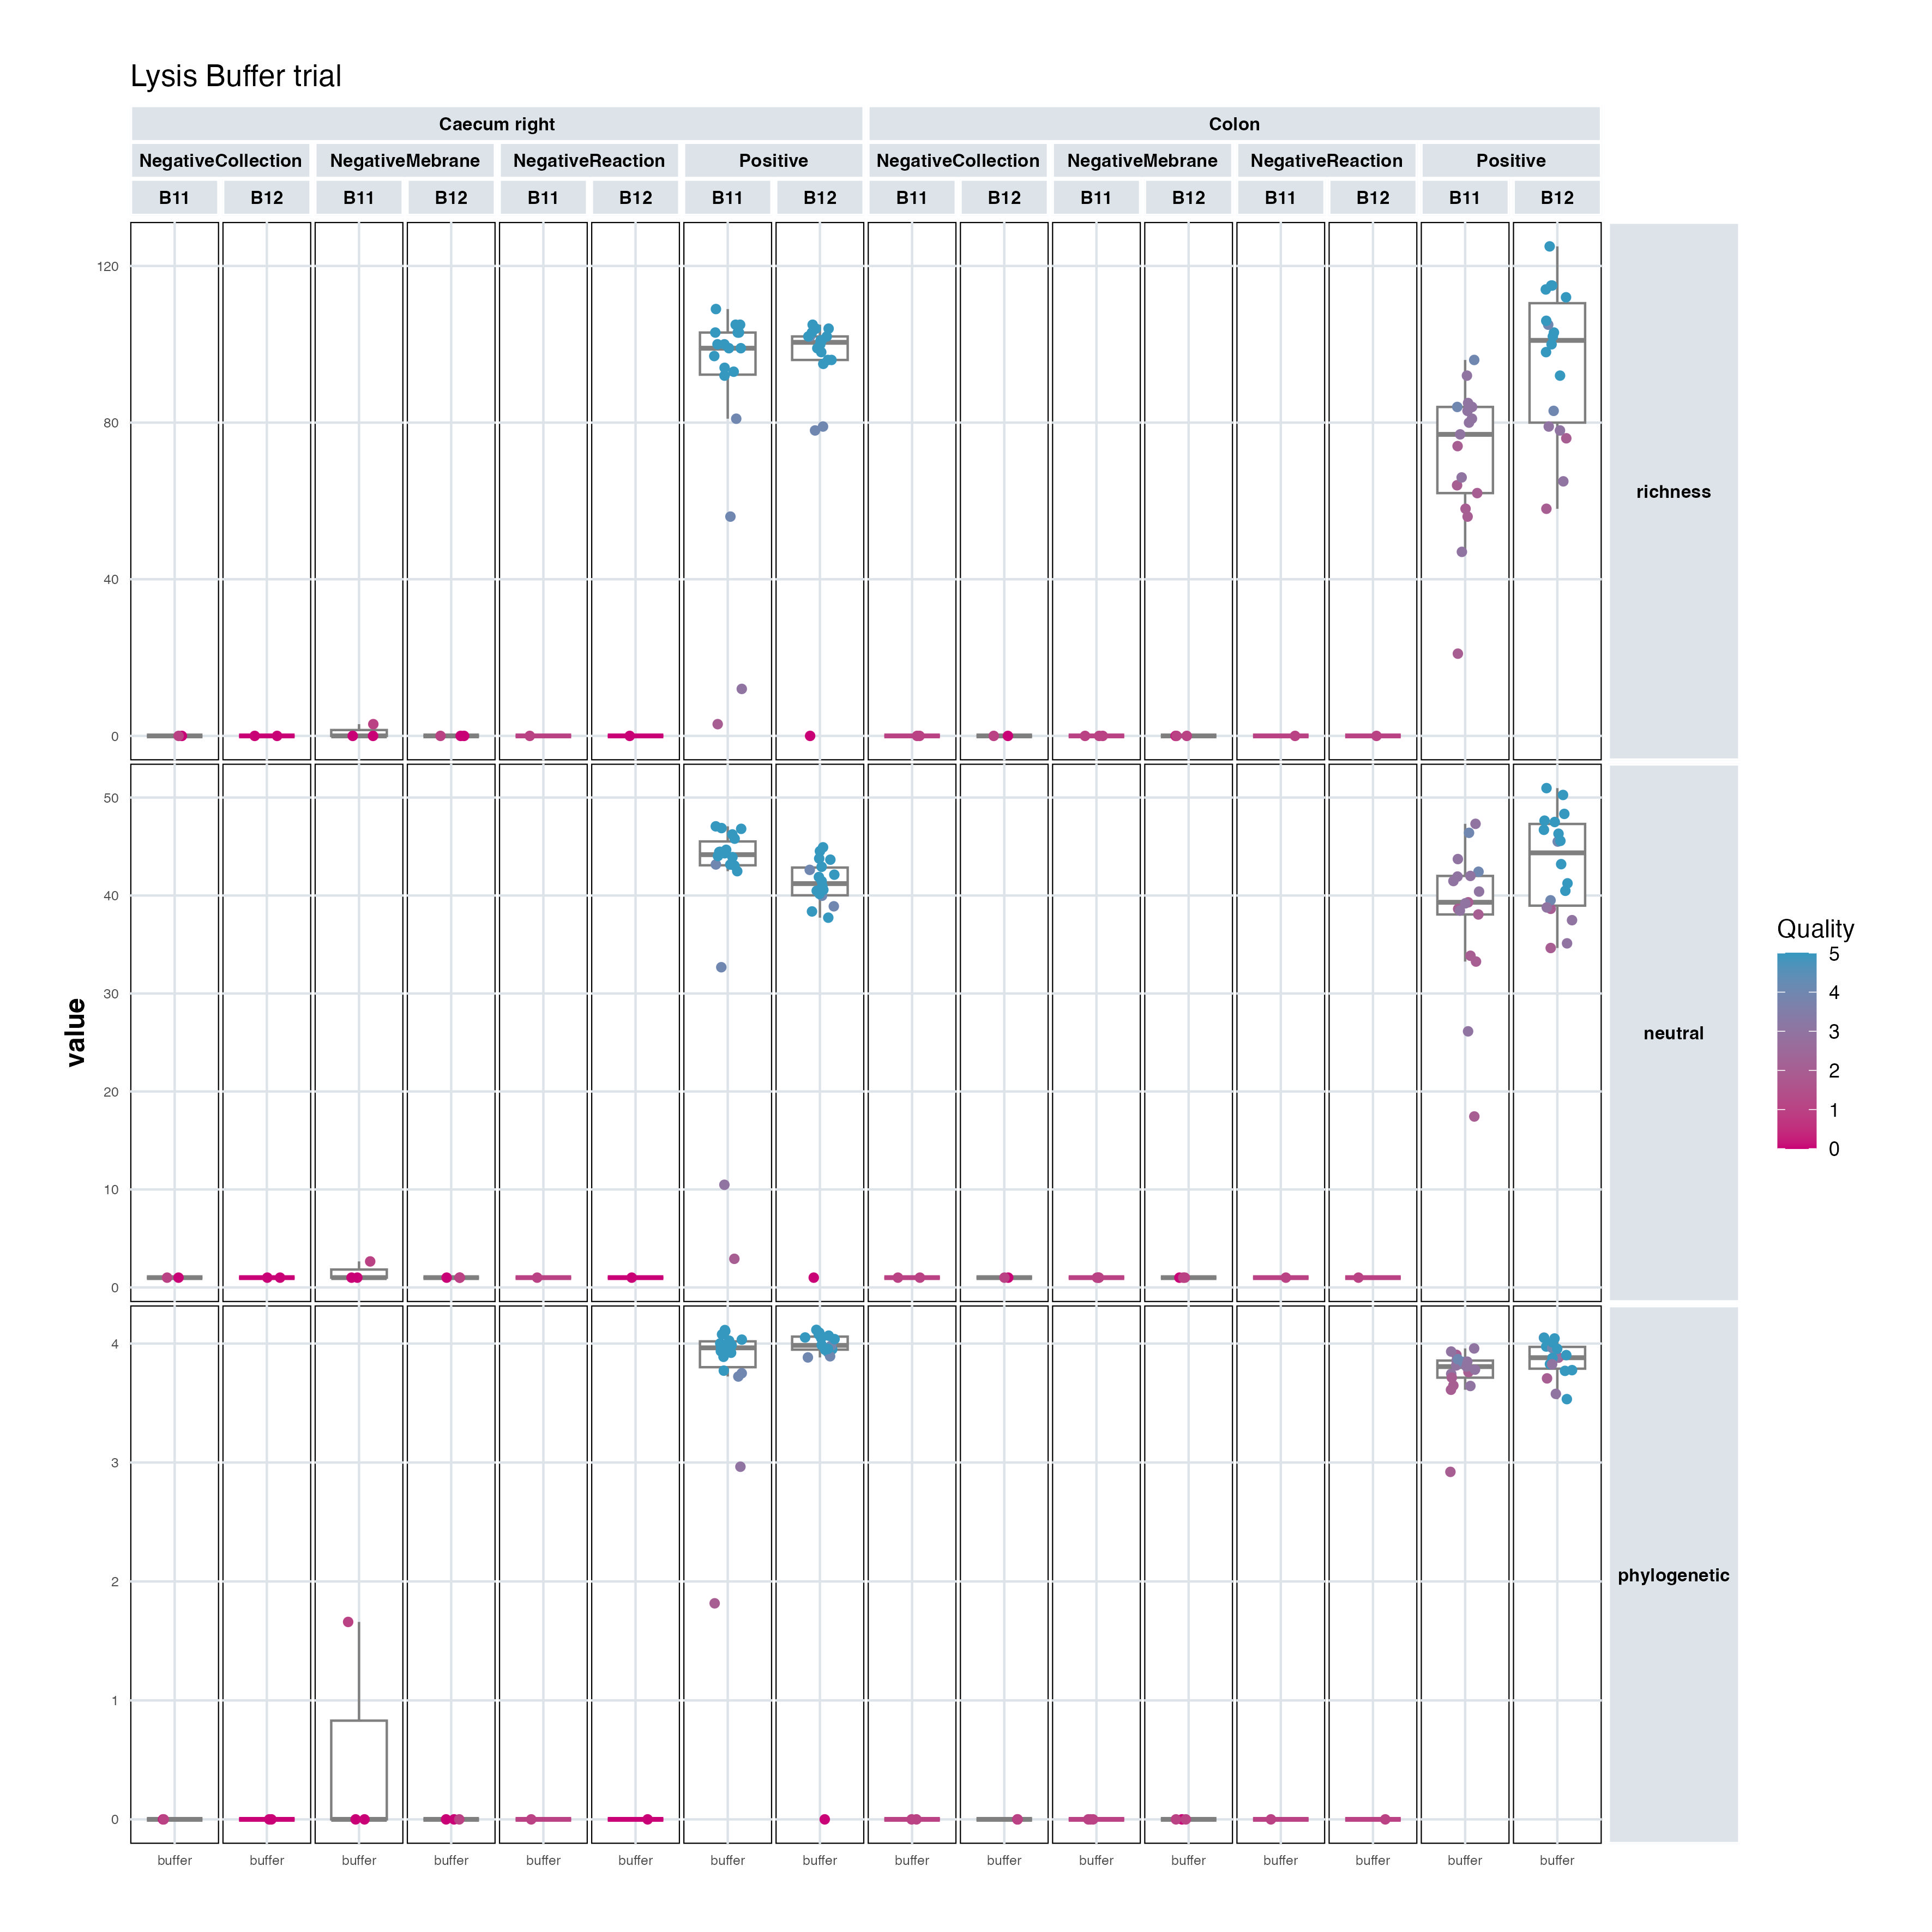 Lysis Buffer trial
Caecum right Colon
NegativeCollection NegativeMebrane NegativeReaction Positive NegativeCollection NegativeMebrane NegativeReaction Positive
B11 B12 B11 B12 B11 B12 B11 B12 B11 B12 B11 B12 B11 B12 B11 B12
120
80
40
0
richness
50
40
30
20
10
0
neutral
4
3
2
1
0
phylogenetic
value
buffer buffer buffer buffer buffer buffer buffer buffer buffer buffer buffer buffer buffer buffer buffer buffer
Quality
5
4
3
2
1
0